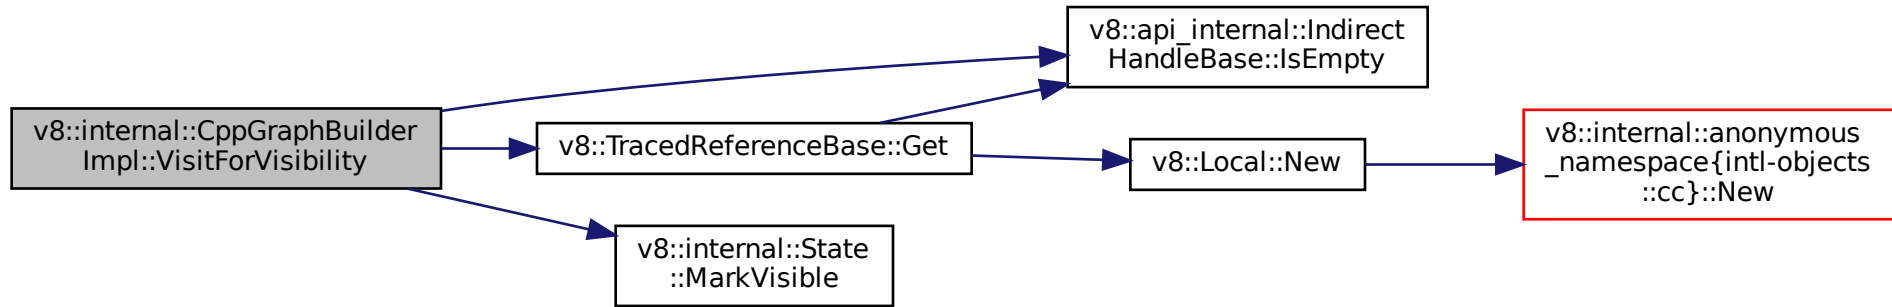 v8::internal::CppGraphBuilder
Impl::VisitForVisibility
v8::api_internal::Indirect
HandleBase::IsEmpty
v8::TracedReferenceBase::Get
v8::Local::New
v8::internal::anonymous
_namespace{intl-objects
::cc}::New
v8::internal::State
::MarkVisible